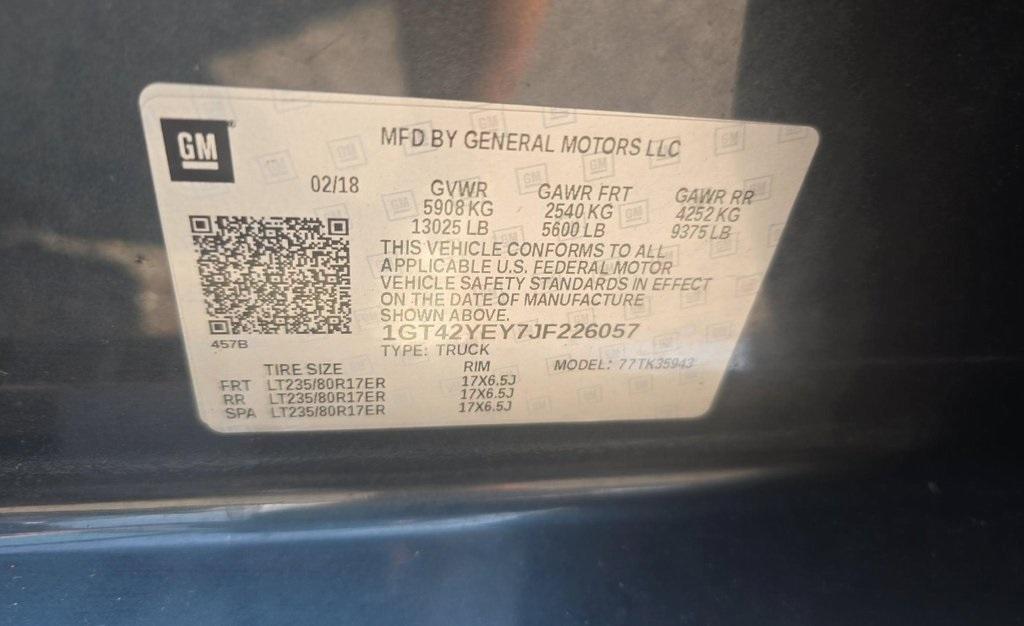 GM
MFD BY GENERAL MOTORS LLC
02/18
GVWR GAWR FRT GAWR RR
5908 KG 2540 KG 4252 KG
13025 LB 5600 LB 9375 LB
THIS VEHICLE CONFORMS TO ALL
APPLICABLE U.S. FEDERAL MOTOR
VEHICLE SAFETY STANDARDS IN EFFECT
ON THE DATE OF MANUFACTURE
SHOWN ABOVE.
1GT42YEY7JF226057
457B
TYPE: TRUCK
TIRE SIZE RIM MODEL: 77TK35943
FRT LT235/80R17ER 17X6.5J
RR LT235/80R17ER 17X6.5J
SPA LT235/80R17ER 17X6.5J